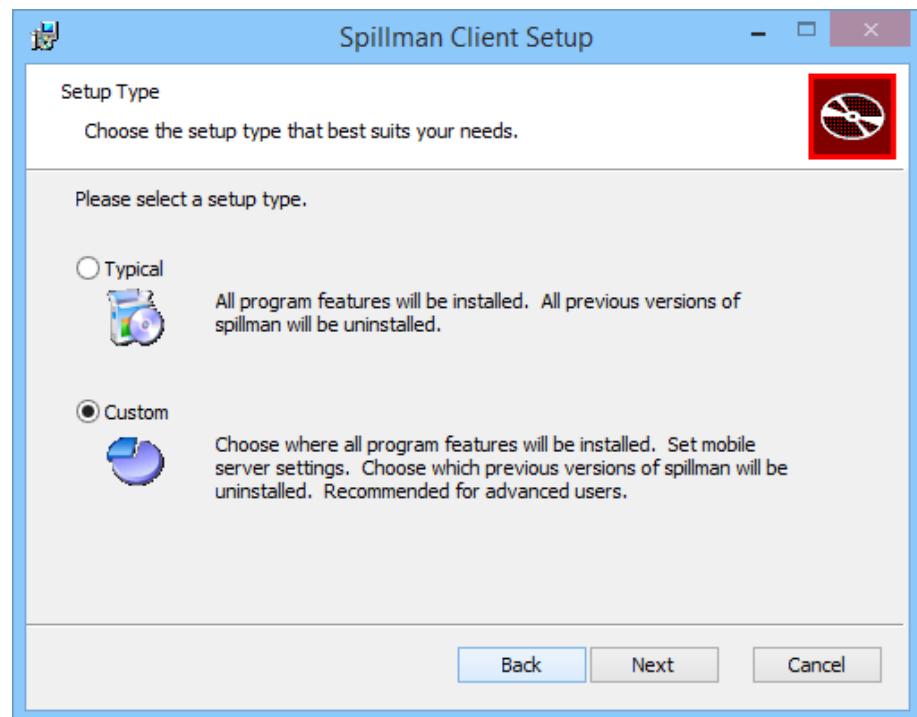 Spillman Client Setup
Setup Type
Choose the setup type that best suits your needs.
Please select a setup type.
Typical
All program features will be installed.  All previous versions of
spillman will be uninstalled.
Custom
Choose where all program features will be installed.  Set mobile
server settings.  Choose which previous versions of spillman will be
uninstalled.  Recommended for advanced users.
Back Next Cancel